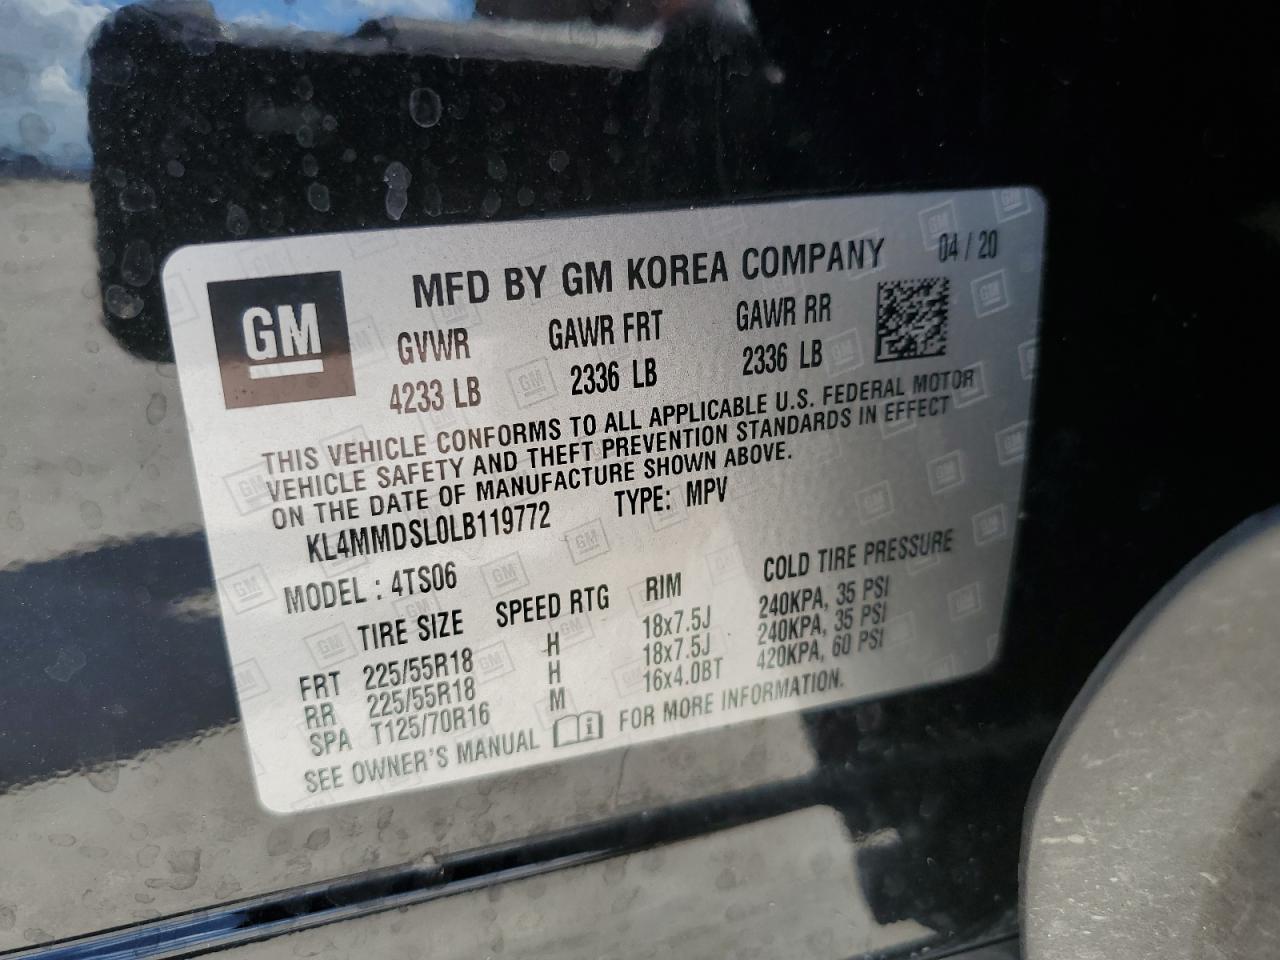 GM
MFD BY GM KOREA COMPANY 04 / 20
GVWR GAWR FRT GAWR RR
4233 LB 2336 LB 2336 LB
THIS VEHICLE CONFORMS TO ALL APPLICABLE U.S. FEDERAL MOTOR
VEHICLE SAFETY AND THEFT PREVENTION STANDARDS IN EFFECT
ON THE DATE OF MANUFACTURE SHOWN ABOVE.
KL4MMDSL0LB119772 TYPE: MPV
MODEL : 4TS06
TIRE SIZE SPEED RTG RIM COLD TIRE PRESSURE
FRT 225/55R18 H 18x7.5J 240KPA, 35 PSI
RR 225/55R18 H 18x7.5J 240KPA, 35 PSI
SPA T125/70R16 M 16x4.0BT 420KPA, 60 PSI
SEE OWNER'S MANUAL i FOR MORE INFORMATION.